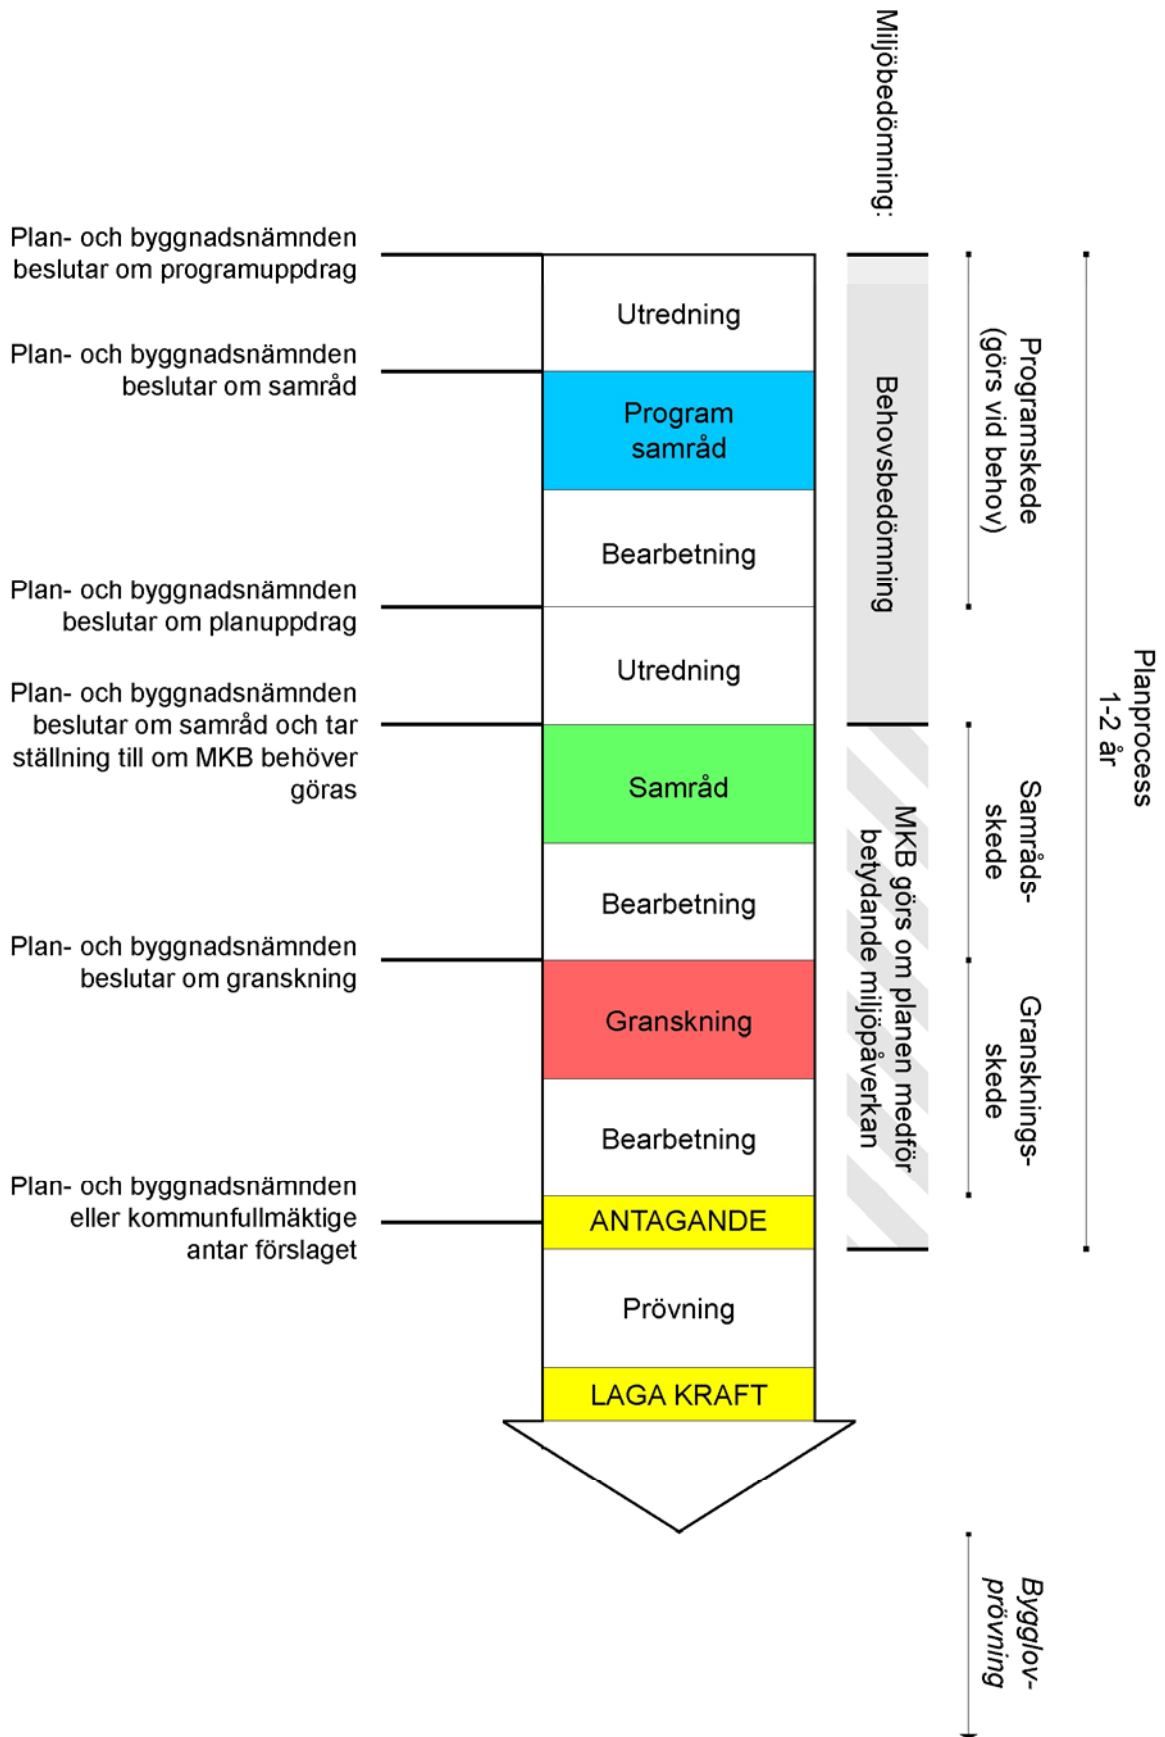 Miljöbedömning:
Plan- och byggnadsnämnden
beslutar om programuppdrag
Plan- och byggnadsnämnden
beslutar om samråd
Plan- och byggnadsnämnden
beslutar om planuppdrag
Plan- och byggnadsnämnden
beslutar om samråd och tar
ställning till om MKB behöver
göras
Plan- och byggnadsnämnden
beslutar om granskning
Plan- och byggnadsnämnden
eller kommunfullmäktige
antar förslaget
Utredning
Program
samråd
Bearbetning
Utredning
Samråd
Bearbetning
Granskning
Bearbetning
ANTAGANDE
Prövning
LAGA KRAFT
Behovsbedömning
MKB görs om planen medför
betydande miljöpåverkan
Programskede
(görs vid behov)
Samråds-
skede
Gransknings-
skede
Planprocess
1-2 år
Bygglov-
prövning